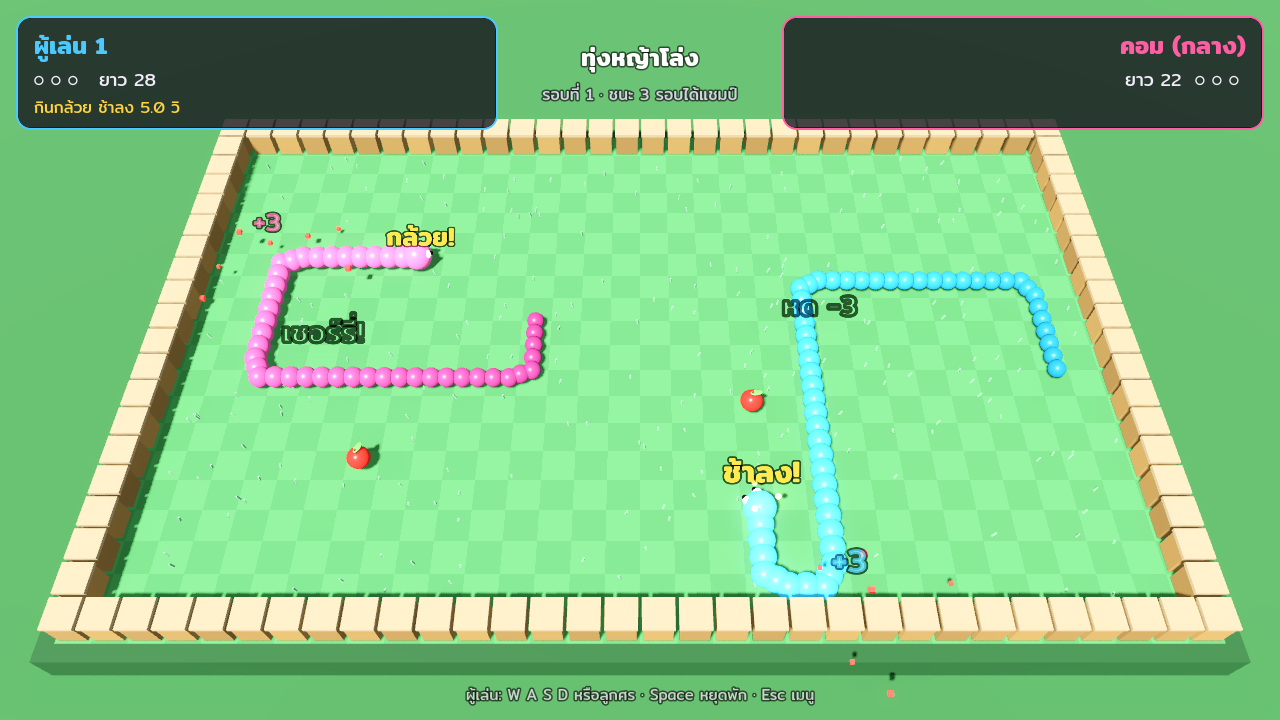 ผู้เล่น 1
ยาว 28
กินกล้วย ช้าลง 5.0 วิ
ทุ่งหญ้าโล่ง
รอบที่ 1 · ชนะ 3 รอบได้แชมป์
คอม (กลาง)
ยาว 22
+3
กล้วย!
เชอร์รี่!
หด -3
ช้าลง!
+3
ผู้เล่น: W A S D หรือลูกศร · Space หยุดพัก · Esc เมนู